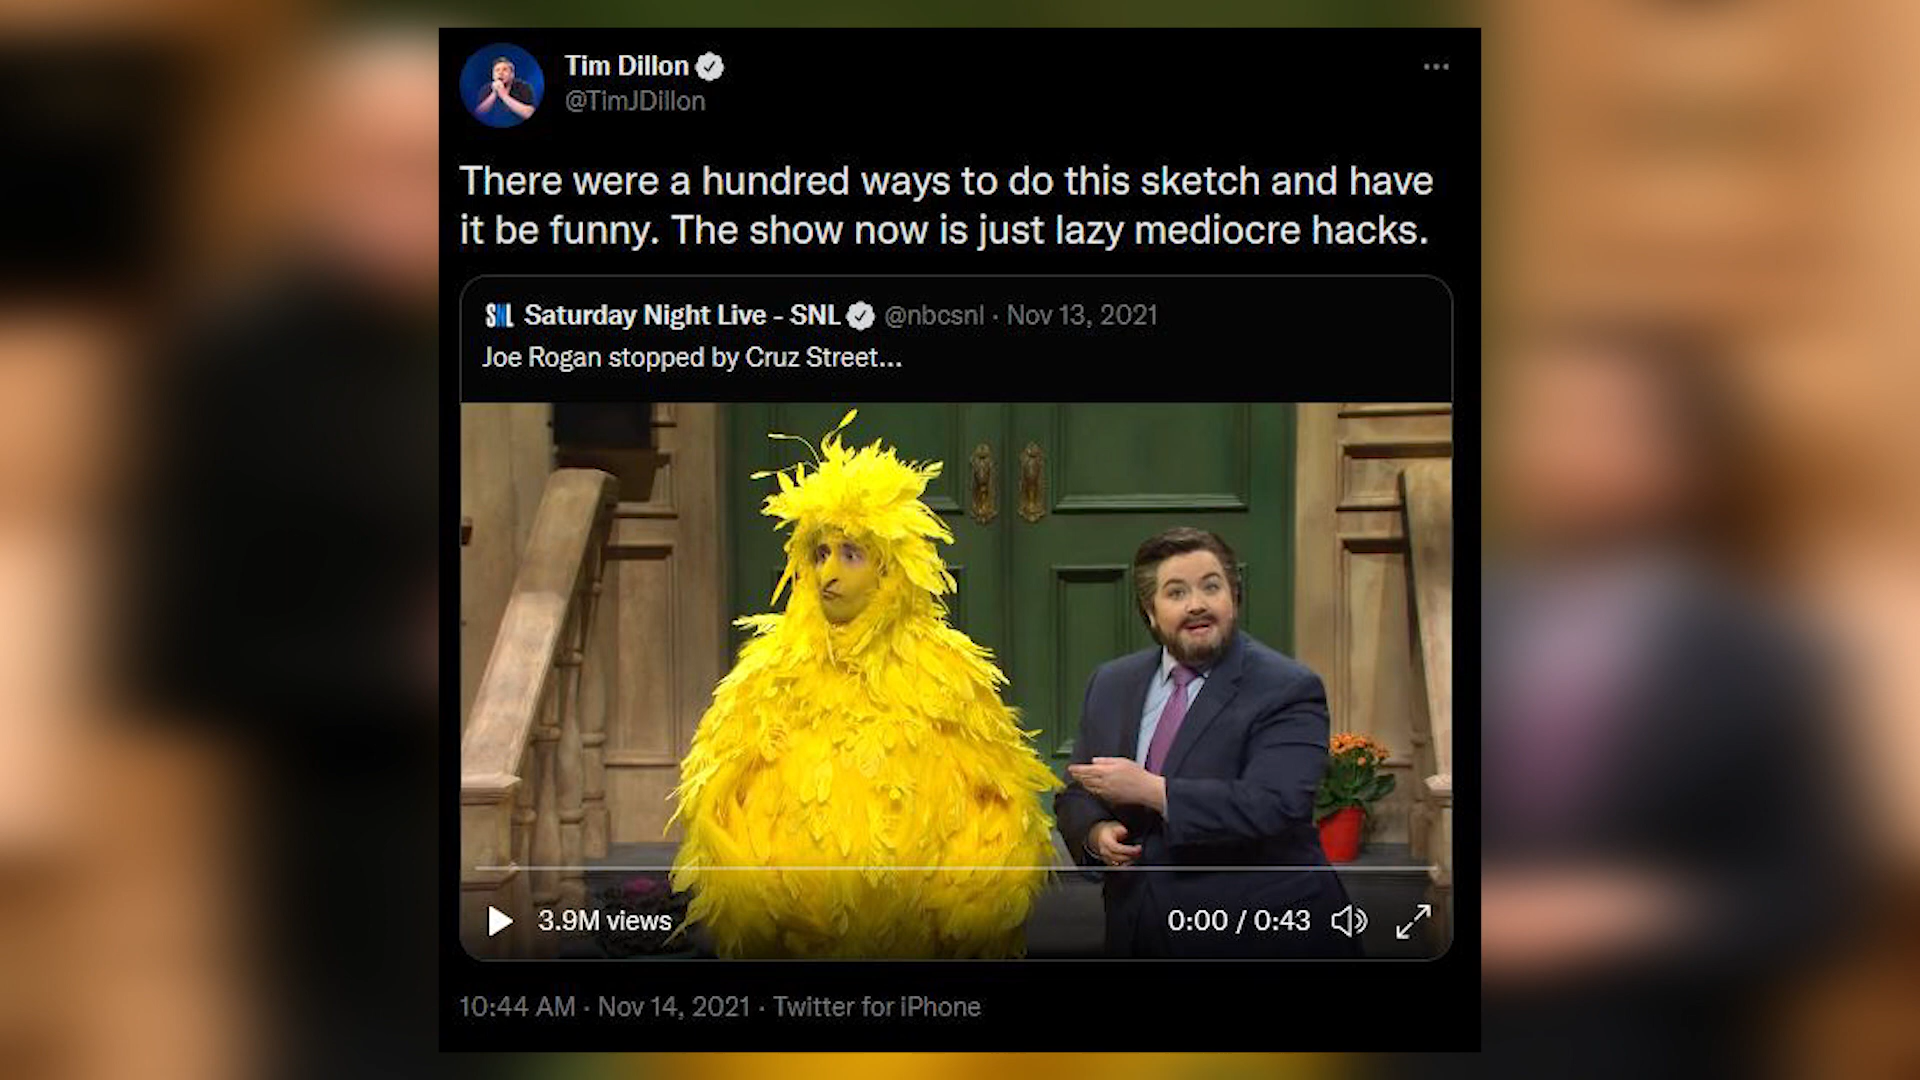 Tim Dillon
@TimJDillon
There were a hundred ways to do this sketch and have
it be funny. The show now is just lazy mediocre hacks.
SNL Saturday Night Live - SNL @nbcsnl · Nov 13, 2021
Joe Rogan stopped by Cruz Street...
3.9M views 0:00 / 0:43
10:44 AM · Nov 14, 2021 · Twitter for iPhone